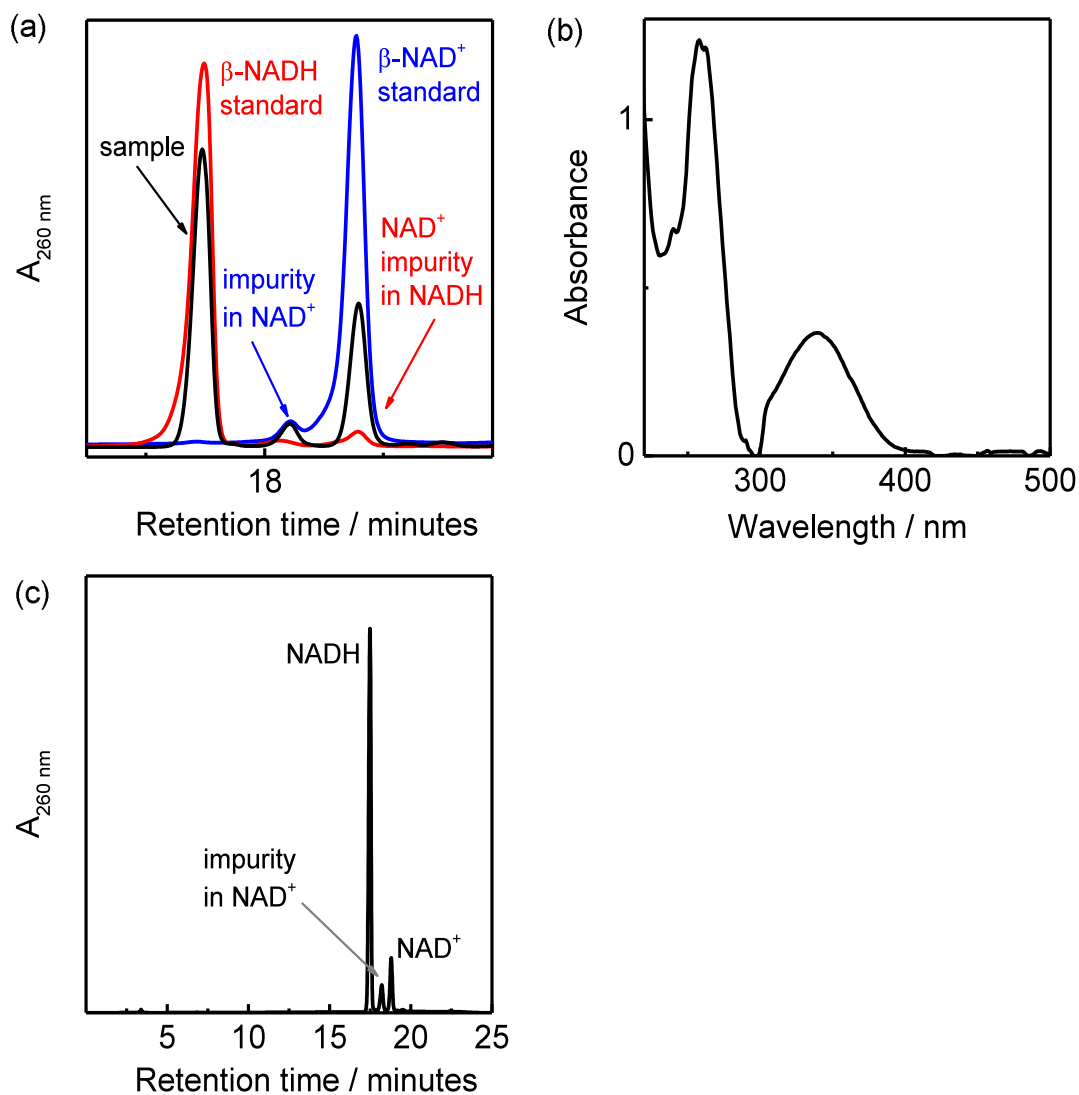 (a)
β-NADH
standard
β-NAD⁺
standard
sample
NAD⁺
impurity
in NADH
impurity
in NAD⁺
A₂₆₀ ₙₘ
18
Retention time / minutes
(b)
1
0
Absorbance
300 400 500
Wavelength / nm
(c)
NADH
impurity
in NAD⁺
NAD⁺
A₂₆₀ ₙₘ
5 10 15 20 25
Retention time / minutes